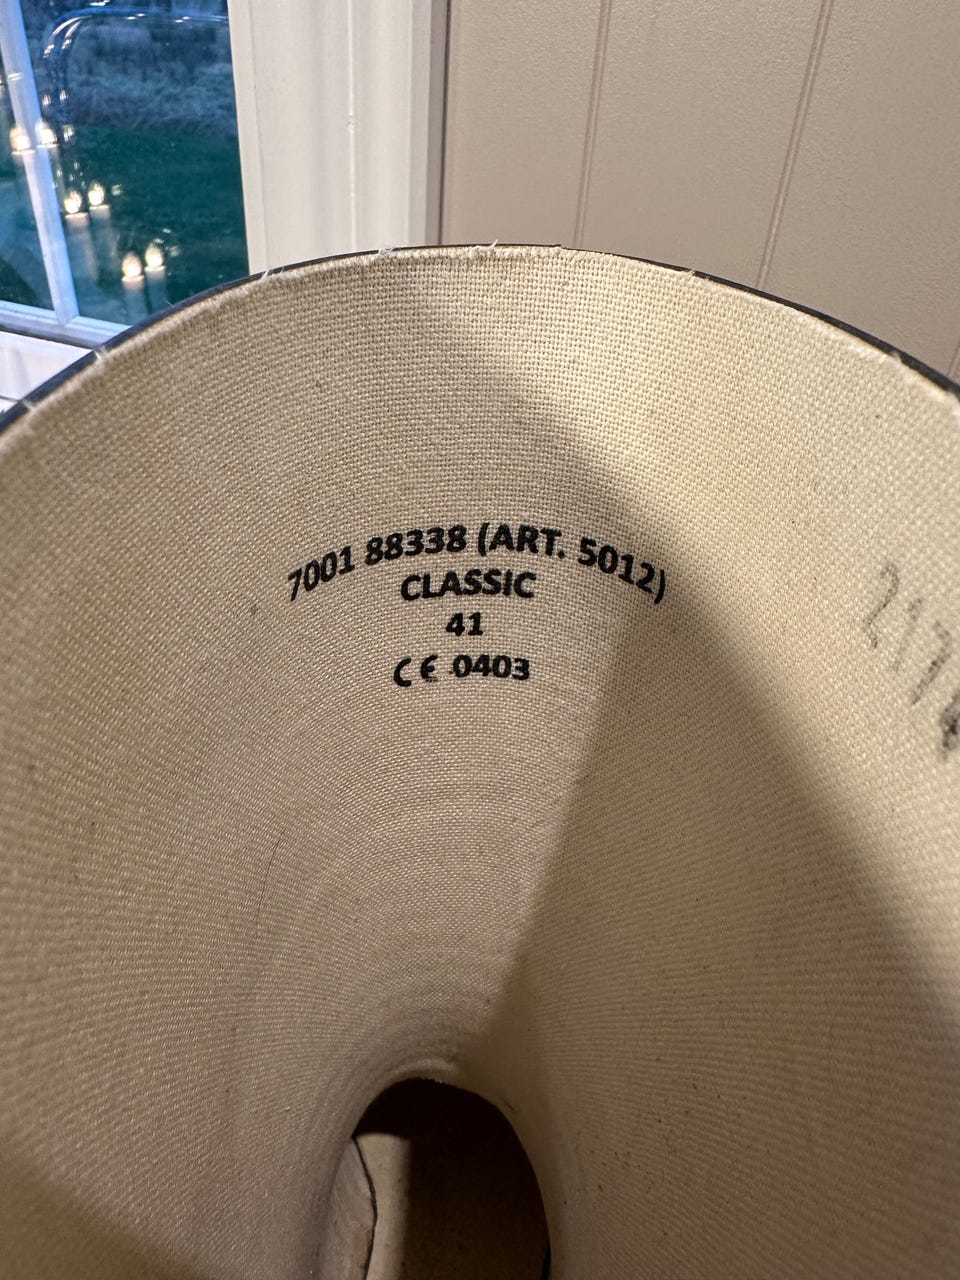 7001 88338 (ART. 5012)
CLASSIC
41
CE 0403